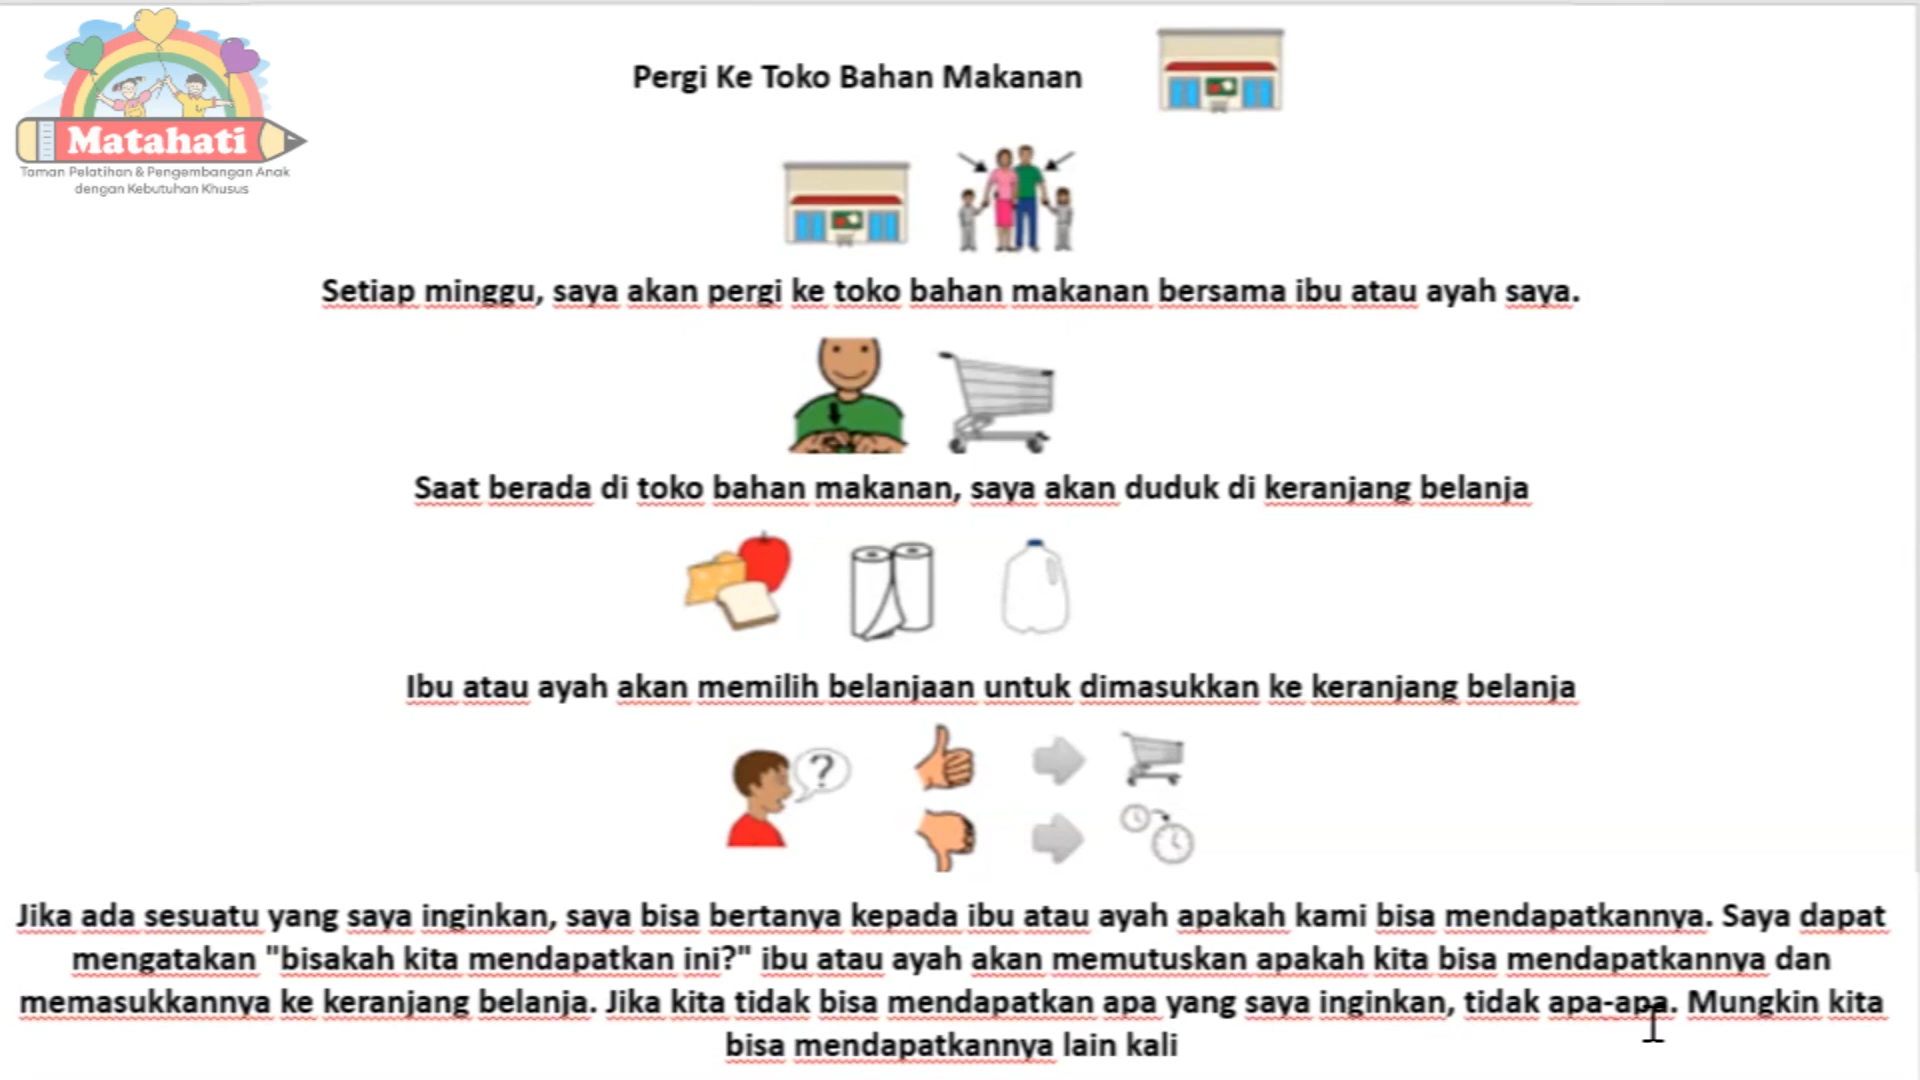 Matahati
Taman Pelatihan & Pengembangan Anak
dengan Kebutuhan Khusus
Pergi Ke Toko Bahan Makanan
Setiap minggu, saya akan pergi ke toko bahan makanan bersama ibu atau ayah saya.
Saat berada di toko bahan makanan, saya akan duduk di keranjang belanja
Ibu atau ayah akan memilih belanjaan untuk dimasukkan ke keranjang belanja
?
Jika ada sesuatu yang saya inginkan, saya bisa bertanya kepada ibu atau ayah apakah kami bisa mendapatkannya. Saya dapat
mengatakan "bisakah kita mendapatkan ini?" ibu atau ayah akan memutuskan apakah kita bisa mendapatkannya dan
memasukkannya ke keranjang belanja. Jika kita tidak bisa mendapatkan apa yang saya inginkan, tidak apa-apa. Mungkin kita
bisa mendapatkannya lain kali